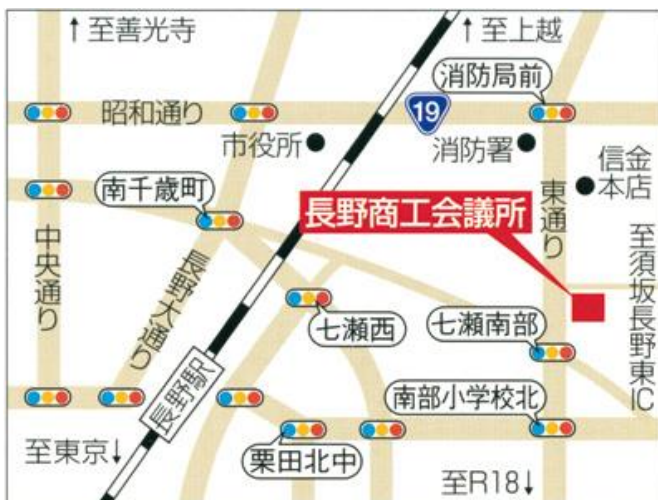 ↑至善光寺
↑至上越
消防局前
昭和通り
19
市役所
消防署
信金
本店
南千歳町
長野商工会議所
東通り
中央通り
長野大通り
至須坂長野東IC
七瀬西
七瀬南部
長野駅
南部小学校北
至東京↓
栗田北中
至R18↓